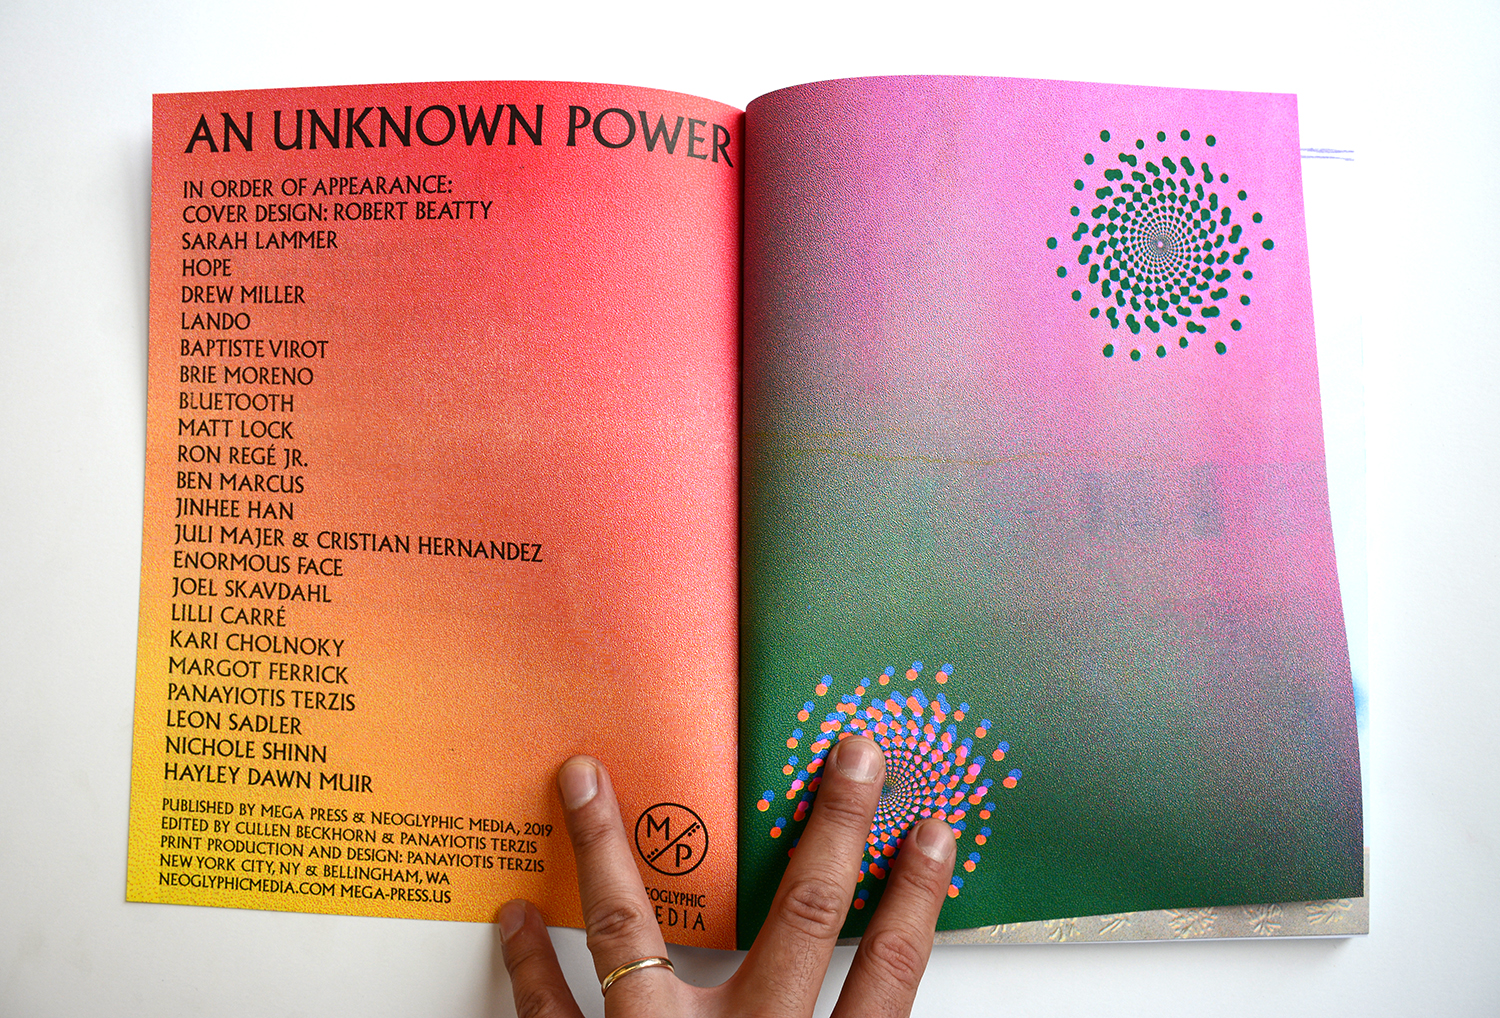 AN UNKNOWN POWER
IN ORDER OF APPEARANCE:
COVER DESIGN: ROBERT BEATTY
SARAH LAMMER
HOPE
DREW MILLER
LANDO
BAPTISTE VIROT
BRIE MORENO
BLUETOOTH
MATT LOCK
RON REGÉ JR.
BEN MARCUS
JINHEE HAN
JULI MAJER & CRISTIAN HERNANDEZ
ENORMOUS FACE
JOEL SKAVDAHL
LILLI CARRÉ
KARI CHOLNOKY
MARGOT FERRICK
PANAYIOTIS TERZIS
LEON SADLER
NICHOLE SHINN
HAYLEY DAWN MUIR
PUBLISHED BY MEGA PRESS & NEOGLYPHIC MEDIA, 2019
EDITED BY CULLEN BECKHORN & PANAYIOTIS TERZIS
PRINT PRODUCTION AND DESIGN: PANAYIOTIS TERZIS
NEW YORK CITY, NY & BELLINGHAM, WA
NEOGLYPHICMEDIA.COM MEGA-PRESS.US
M P
EOGLYPHIC
EDIA